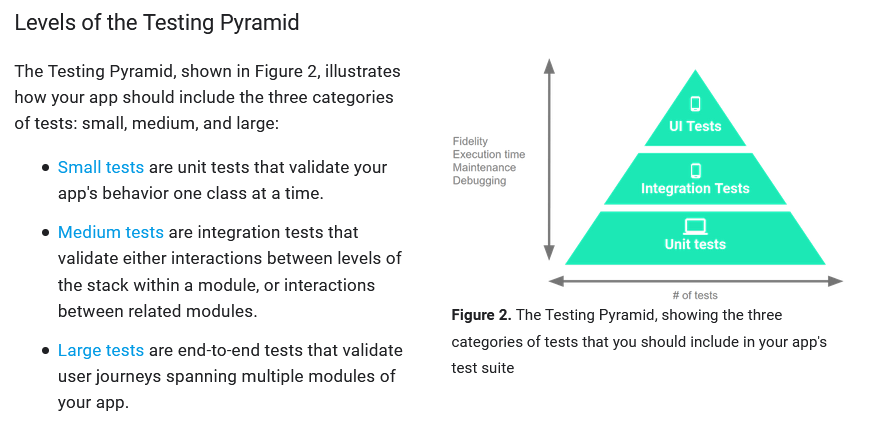 Levels of the Testing Pyramid
The Testing Pyramid, shown in Figure 2, illustrates
how your app should include the three categories
of tests: small, medium, and large:
Small tests are unit tests that validate your
app's behavior one class at a time.
Medium tests are integration tests that
validate either interactions between levels of
the stack within a module, or interactions
between related modules.
Large tests are end-to-end tests that validate
user journeys spanning multiple modules of
your app.
Fidelity
Execution time
Maintenance
Debugging
UI Tests
Integration Tests
Unit tests
# of tests
Figure 2. The Testing Pyramid, showing the three
categories of tests that you should include in your app's
test suite